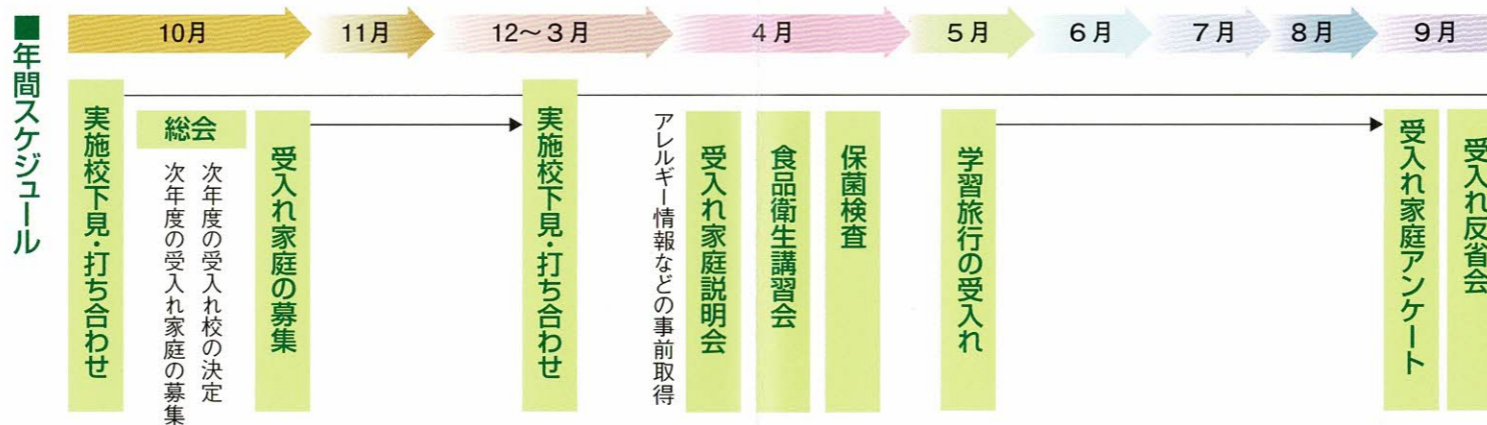 ■年間スケジュール
10月
11月
12～3月
4月
5月
6月
7月
8月
9月
実施校下見・打ち合わせ
総会
次年度の受入れ校の決定
次年度の受入れ家庭の募集
受入れ家庭の募集
実施校下見・打ち合わせ
アレルギー情報などの事前取得
受入れ家庭説明会
食品衛生講習会
保菌検査
学習旅行の受入れ
受入れ家庭アンケート
受入れ反省会